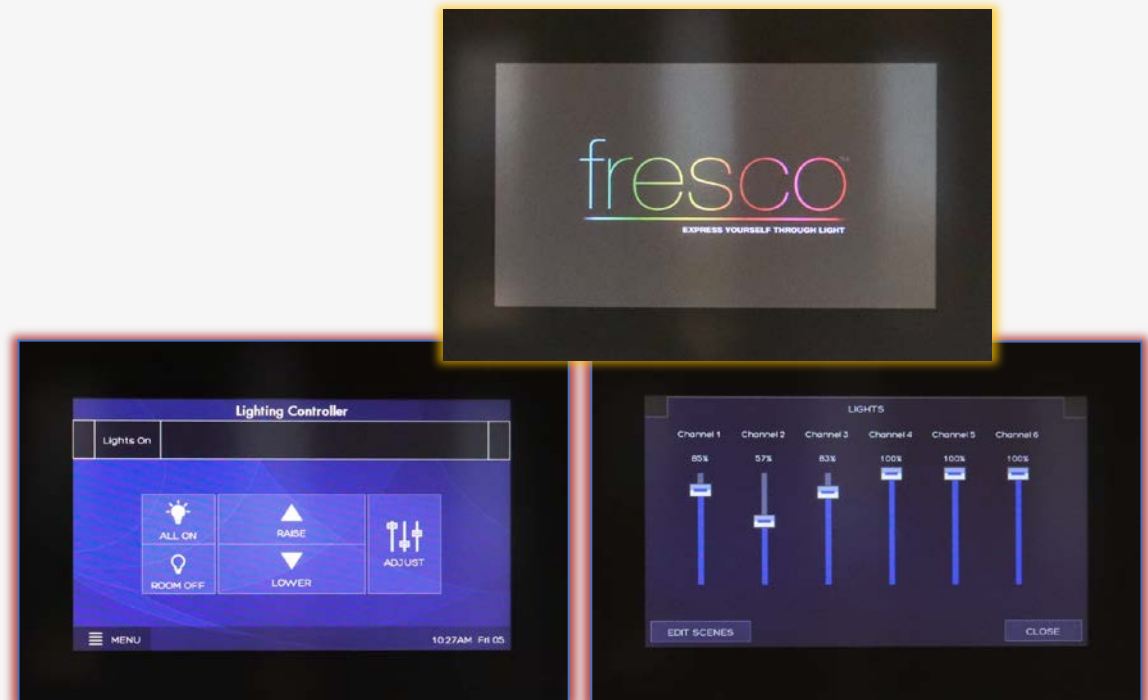 fresco™
EXPRESS YOURSELF THROUGH LIGHT
Lighting Controller
Lights On
ALL ON
RAISE
ADJUST
ROOM OFF
LOWER
MENU
10:27AM Fri 05
LIGHTS
Channel 1 Channel 2 Channel 3 Channel 4 Channel 5 Channel 6
85% 57% 83% 100% 100% 100%
EDIT SCENES
CLOSE